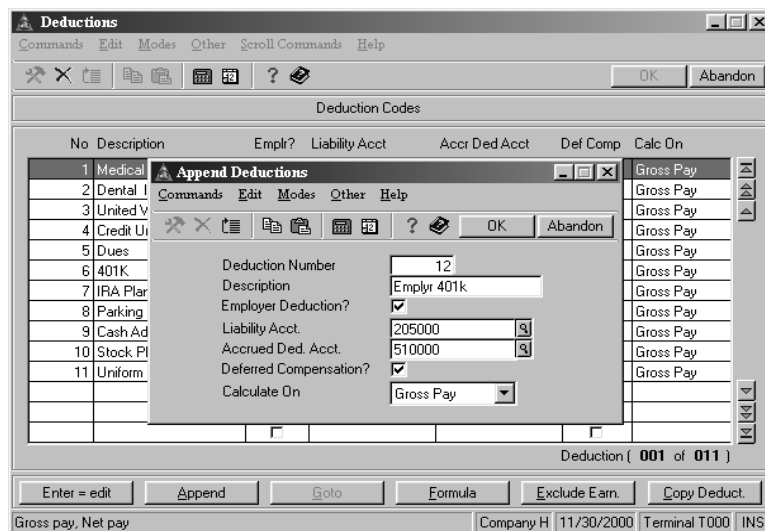 Deductions
Commands Edit Modes Other Scroll Commands Help
OK Abandon
Deduction Codes
No Description Emplr? Liability Acct Accr Ded Acct Def Comp Calc On
1 Medical Gross Pay
2 Dental I Gross Pay
3 United Gross Pay
4 Credit Gross Pay
5 Dues Gross Pay
6 401K Gross Pay
7 IRA Plan Gross Pay
8 Parking Gross Pay
9 Cash Ad Gross Pay
10 Stock Pl Gross Pay
11 Uniform Gross Pay
Append Deductions
Commands Edit Modes Other Help
OK Abandon
Deduction Number 12
Description Emplyr 401k
Employer Deduction?
Liability Acct. 205000
Accrued Ded. Acct. 510000
Deferred Compensation?
Calculate On Gross Pay
Deduction ( 001 of 011 )
Enter = edit Append Goto Formula Exclude Earn. Copy Deduct.
Gross pay, Net pay Company H 11/30/2000 Terminal T000 INS